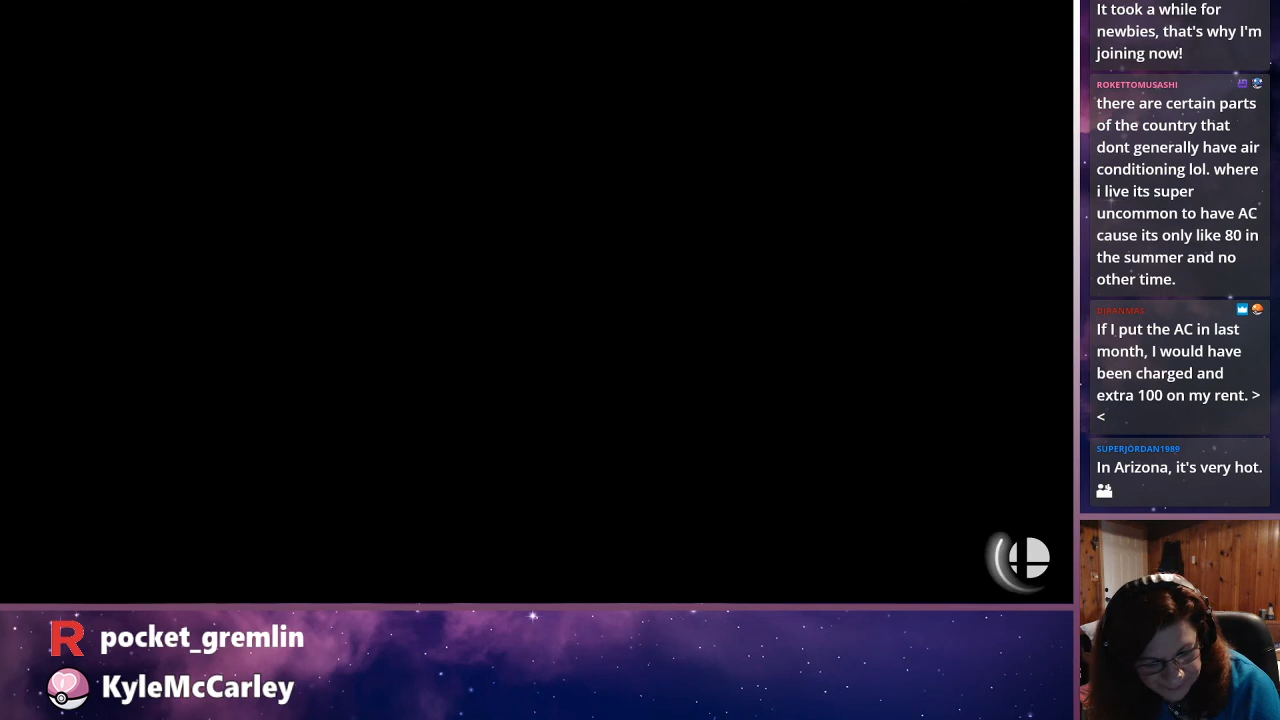 It took a while for
newbies, that's why I'm
joining now!
ROKETTOMUSASHI
there are certain parts
of the country that
dont generally have air
conditioning lol. where
i live its super
uncommon to have AC
cause its only like 80 in
the summer and no
other time.
DIRANMAS
If I put the AC in last
month, I would have
been charged and
extra 100 on my rent. >
<
SUPERJORDAN1989
In Arizona, it's very hot.
R pocket_gremlin
KyleMcCarley